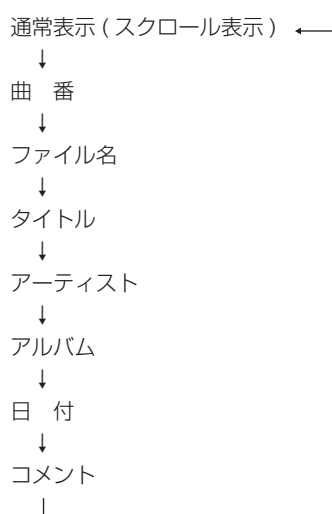 通常表示 ( スクロール表示 )
曲　番
ファイル名
タイトル
アーティスト
アルバム
日　付
コメント